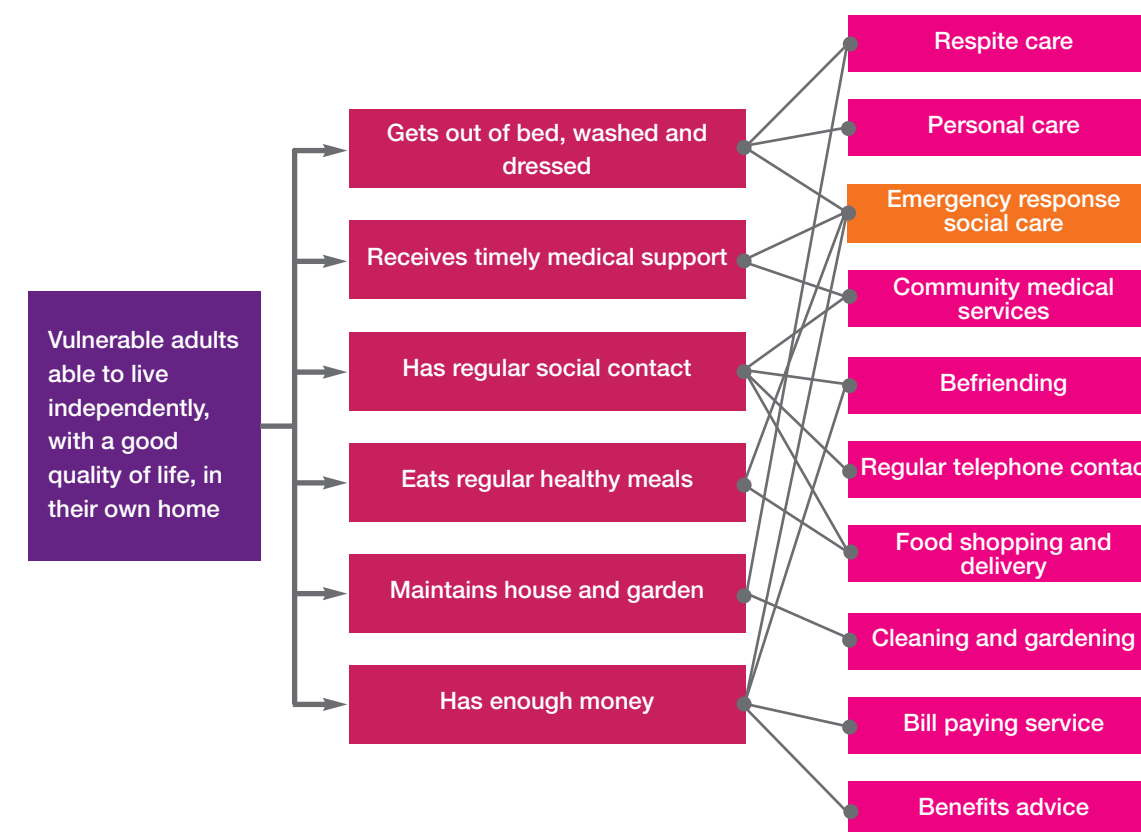 Vulnerable adults
able to live
independently,
with a good
quality of life, in
their own home
Gets out of bed, washed and
dressed
Receives timely medical support
Has regular social contact
Eats regular healthy meals
Maintains house and garden
Has enough money
Respite care
Personal care
Emergency response
social care
Community medical
services
Befriending
Regular telephone contac
Food shopping and
delivery
Cleaning and gardening
Bill paying service
Benefits advice